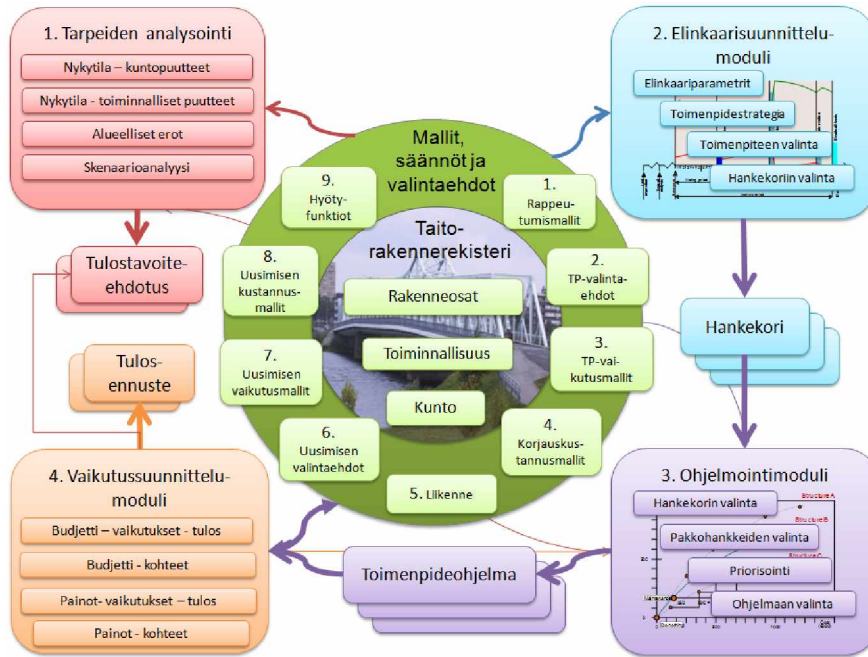 1. Tarpeiden analysointi
Nykytila – kuntopuutteet
Nykytila - toiminnalliset puutteet
Alueelliset erot
Skenaarioanalyysi
2. Elinkaarisuunnittelu-
moduli
Elinkaariparametrit
Toimenpidestrategia
Toimenpiteen valinta
Hankekoriin valinta
Mallit,
säännöt ja
valintaehdot
1.
Rappeu-
tumismallit
2.
TP-valinta-
ehdot
3.
TP-vai-
kutusmallit
4.
Korjauskus-
tannusmallit
5. Liikenne
6.
Uusimisen
valintaehdot
7.
Uusimisen
vaikutusmallit
8.
Uusimisen
kustannus-
mallit
9.
Hyöty-
funktiot
Taito-
rakennerekisteri
Rakenneosat
Toiminnallisuus
Kunto
Tulostavoite-
ehdotus
Tulos-
ennuste
Hankekori
4. Vaikutussuunnittelu-
moduli
Budjetti – vaikutukset - tulos
Budjetti - kohteet
Painot- vaikutukset – tulos
Painot - kohteet
Toimenpideohjelma
3. Ohjelmointimoduli
Structure A
Hankekorin valinta
Structure B
Pakkohankkeiden valinta
Structure C
Priorisointi
Ohjelmaan valinta